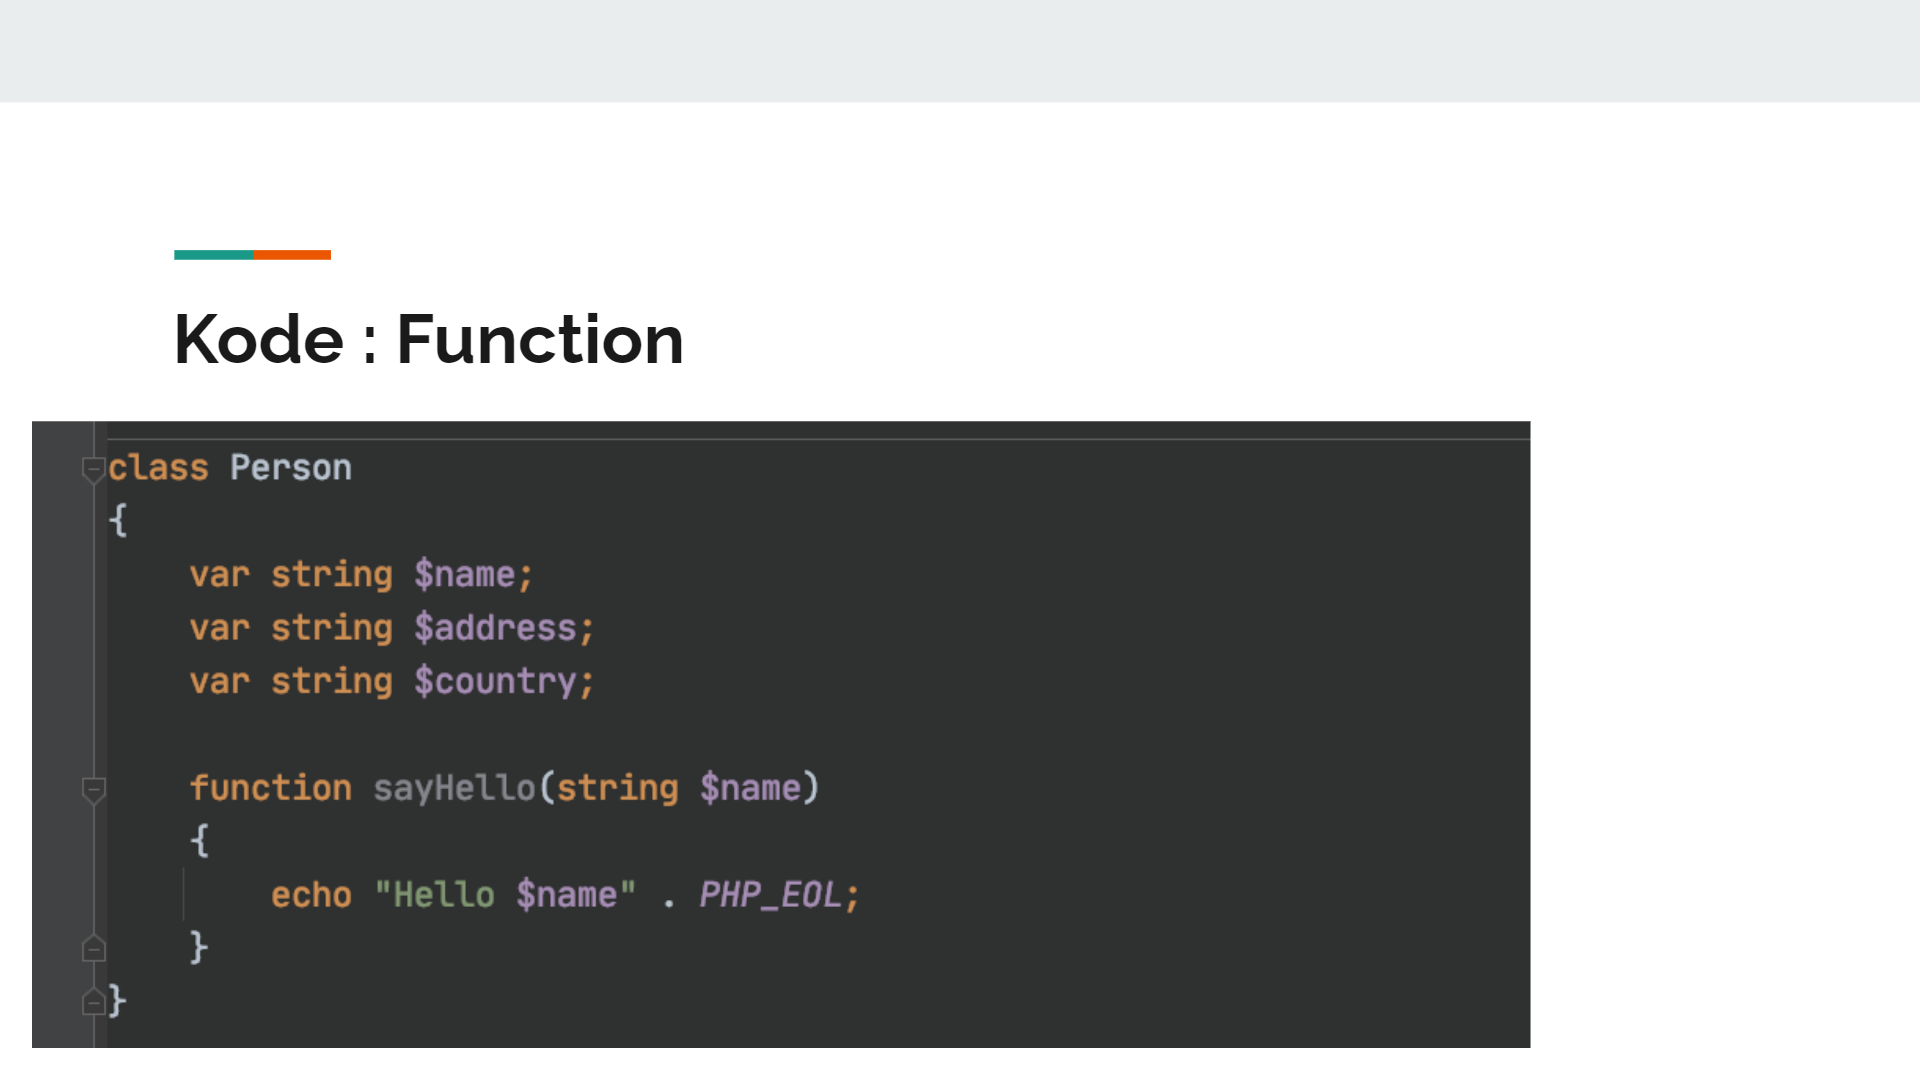 Kode : Function
class Person
{
    var string $name;
    var string $address;
    var string $country;

    function sayHello(string $name)
    {
        echo "Hello $name" . PHP_EOL;
    }
}